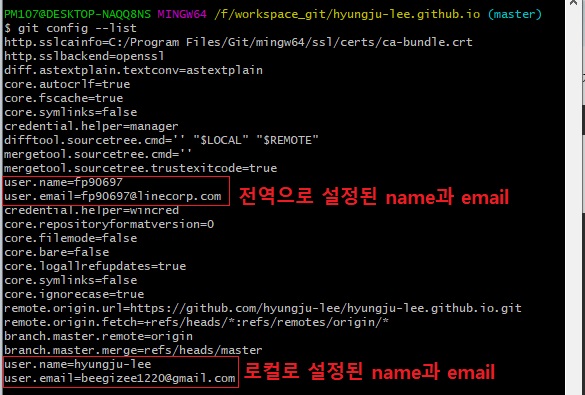 PM107@DESKTOP-NAQQ8NS MINGW64 /f/workspace_git/hyungju-lee.github.io (master)
$ git config --list
http.sslcainfo=C:/Program Files/Git/mingw64/ssl/certs/ca-bundle.crt
http.sslbackend=openssl
diff.astextplain.textconv=astextplain
core.autocrlf=true
core.fscache=true
core.symlinks=false
credential.helper=manager
difftool.sourcetree.cmd='' "$LOCAL" "$REMOTE"
mergetool.sourcetree.cmd=''
mergetool.sourcetree.trustexitcode=true
user.name=fp90697
user.email=fp90697@linecorp.com 전역으로 설정된 name과 email
credential.helper=wincred
core.repositoryformatversion=0
core.filemode=false
core.bare=false
core.logallrefupdates=true
core.symlinks=false
core.ignorecase=true
remote.origin.url=https://github.com/hyungju-lee/hyungju-lee.github.io.git
remote.origin.fetch=+refs/heads/*:refs/remotes/origin/*
branch.master.remote=origin
branch.master.merge=refs/heads/master
user.name=hyungju-lee
user.email=beegizee1220@gmail.com 로컬로 설정된 name과 email